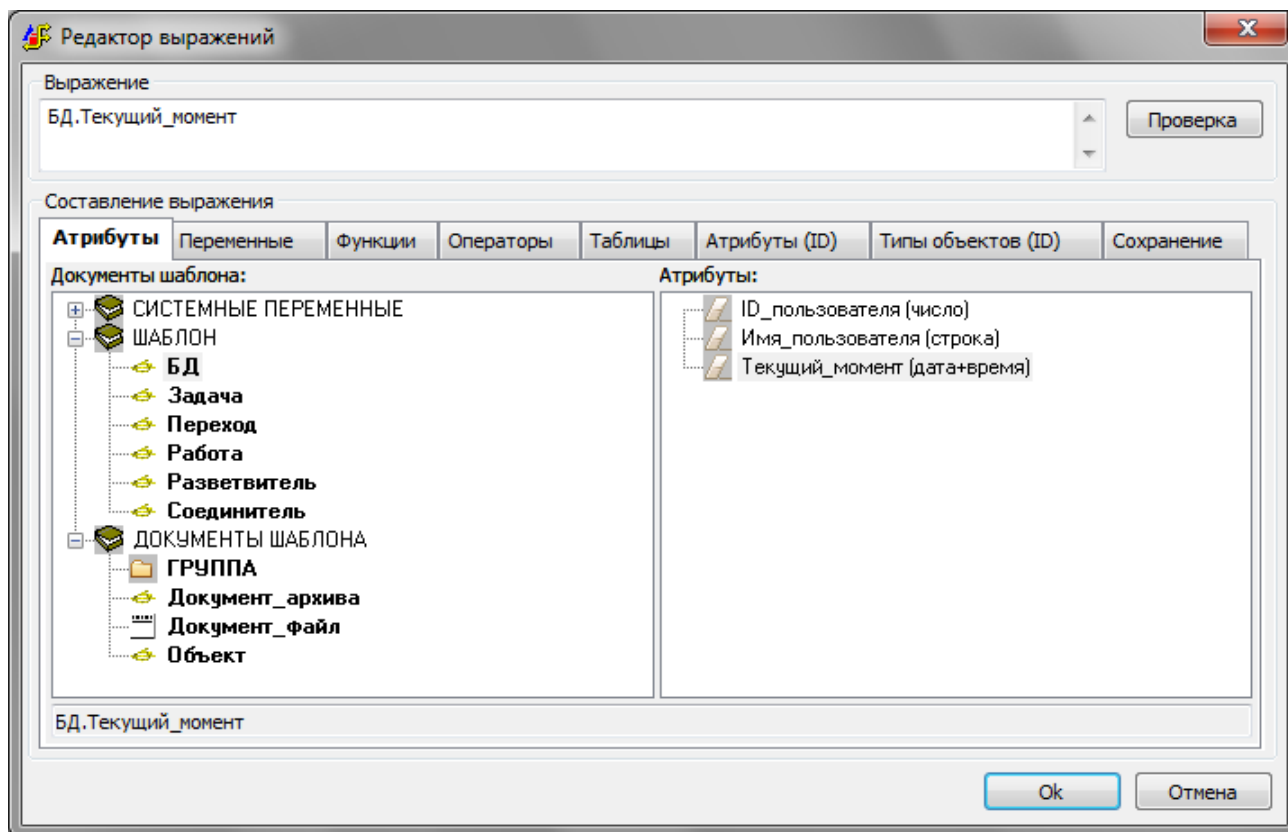 Редактор выражений
Выражение
БД.Текущий_момент
Проверка
Составление выражения
Атрибуты Переменные Функции Операторы Таблицы Атрибуты (ID) Типы объектов (ID) Сохранение
Документы шаблона:
СИСТЕМНЫЕ ПЕРЕМЕННЫЕ
ШАБЛОН
БД
Задача
Переход
Работа
Разветвитель
Соединитель
ДОКУМЕНТЫ ШАБЛОНА
ГРУППА
Документ_архива
Документ_файл
Объект
Атрибуты:
ID_пользователя (число)
Имя_пользователя (строка)
Текущий_момент (дата+время)
БД.Текущий_момент
Ok Отмена